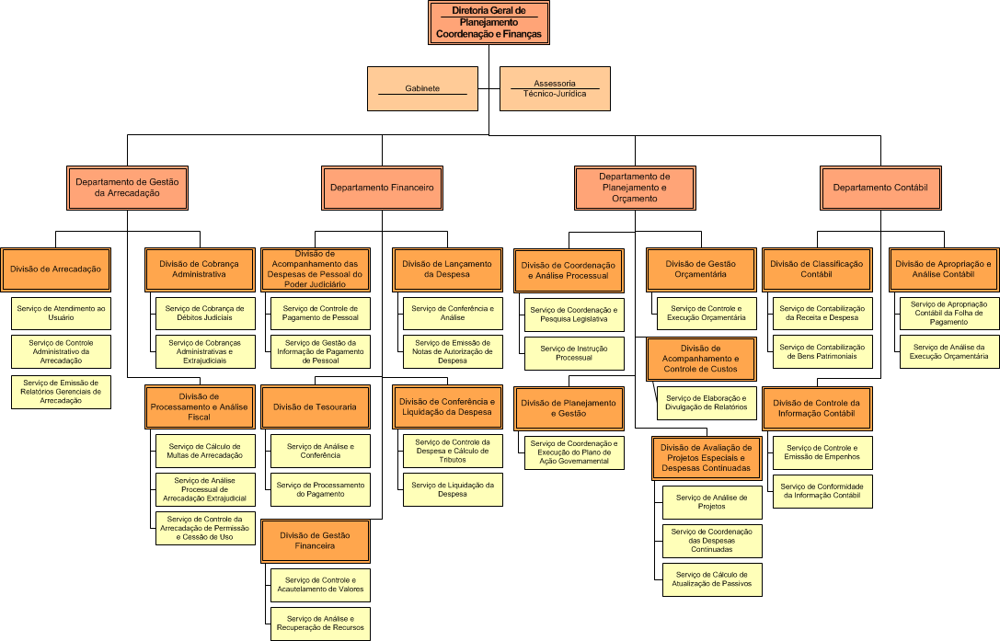 Diretoria Geral de
Planejamento
Coordenação e Finanças
Gabinete
Assessoria
Técnico-Jurídica
Departamento de Gestão
da Arrecadação
Departamento Financeiro
Departamento de
Planejamento e
Orçamento
Departamento Contábil
Divisão de Arrecadação
Serviço de Atendimento ao
Usuário
Serviço de Controle
Administrativo da
Arrecadação
Serviço de Emissão de
Relatórios Gerenciais de
Arrecadação
Divisão de Cobrança
Administrativa
Serviço de Cobrança de
Débitos Judiciais
Serviço de Cobranças
Administrativas e
Extrajudiciais
Divisão de
Processamento e Análise
Fiscal
Serviço de Cálculo de
Multas de Arrecadação
Serviço de Análise
Processual de
Arrecadação Extrajudicial
Serviço de Controle da
Arrecadação de Permissão
e Cessão de Uso
Divisão de
Acompanhamento das
Despesas de Pessoal do
Poder Judiciário
Serviço de Controle de
Pagamento de Pessoal
Serviço de Gestão da
Informação de Pagamento
de Pessoal
Divisão de Tesouraria
Serviço de Análise e
Conferência
Serviço de Processamento
do Pagamento
Divisão de Gestão
Financeira
Serviço de Controle e
Acautelamento de Valores
Serviço de Análise e
Recuperação de Recursos
Divisão de Lançamento
da Despesa
Serviço de Conferência e
Análise
Serviço de Emissão de
Notas de Autorização de
Despesa
Divisão de Conferência e
Liquidação da Despesa
Serviço de Controle da
Despesa e Cálculo de
Tributos
Serviço de Liquidação da
Despesa
Divisão de Coordenação
e Análise Processual
Serviço de Coordenação e
Pesquisa Legislativa
Serviço de Instrução
Processual
Divisão de Planejamento
e Gestão
Serviço de Coordenação e
Execução do Plano de
Ação Governamental
Divisão de Gestão
Orçamentária
Serviço de Controle e
Execução Orçamentária
Divisão de
Acompanhamento e
Controle de Custos
Serviço de Elaboração e
Divulgação de Relatórios
Divisão de Avaliação de
Projetos Especiais e
Despesas Continuadas
Serviço de Análise de
Projetos
Serviço de Coordenação
das Despesas
Continuadas
Serviço de Cálculo de
Atualização de Passivos
Divisão de Classificação
Contábil
Serviço de Contabilização
da Receita e Despesa
Serviço de Contabilização
de Bens Patrimoniais
Divisão de Controle da
Informação Contábil
Serviço de Controle e
Emissão de Empenhos
Serviço de Conformidade
da Informação Contábil
Divisão de Apropriação e
Análise Contábil
Serviço de Apropriação
Contábil da Folha de
Pagamento
Serviço de Análise da
Execução Orçamentária